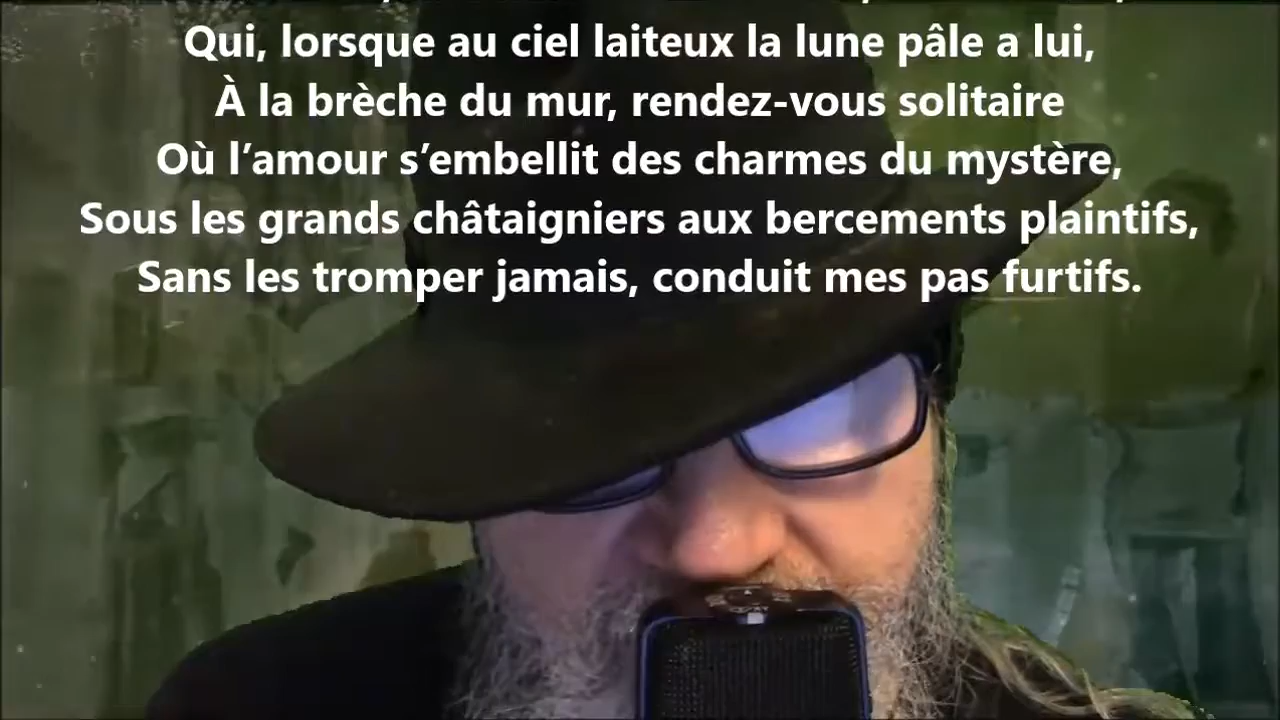 Qui, lorsque au ciel laiteux la lune pâle a lui,
À la brèche du mur, rendez-vous solitaire
Où l’amour s’embellit des charmes du mystère,
Sous les grands châtaigniers aux bercements plaintifs,
Sans les tromper jamais, conduit mes pas furtifs.